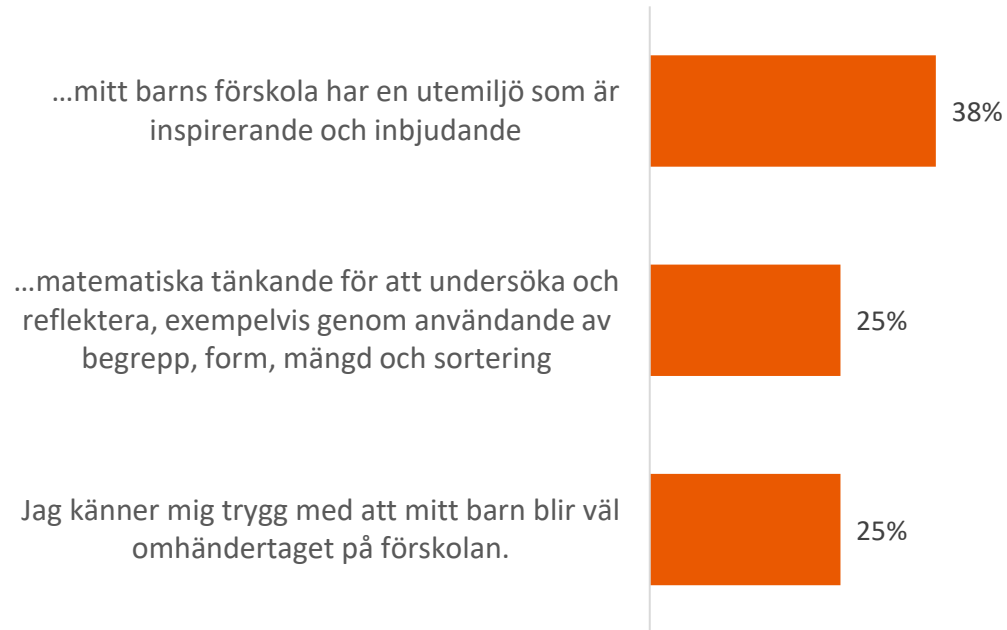 ...mitt barns förskola har en utemiljö som är
inspirerande och inbjudande
38%
...matematiska tänkande för att undersöka och
reflektera, exempelvis genom användande av
begrepp, form, mängd och sortering
25%
Jag känner mig trygg med att mitt barn blir väl
omhändertaget på förskolan.
25%